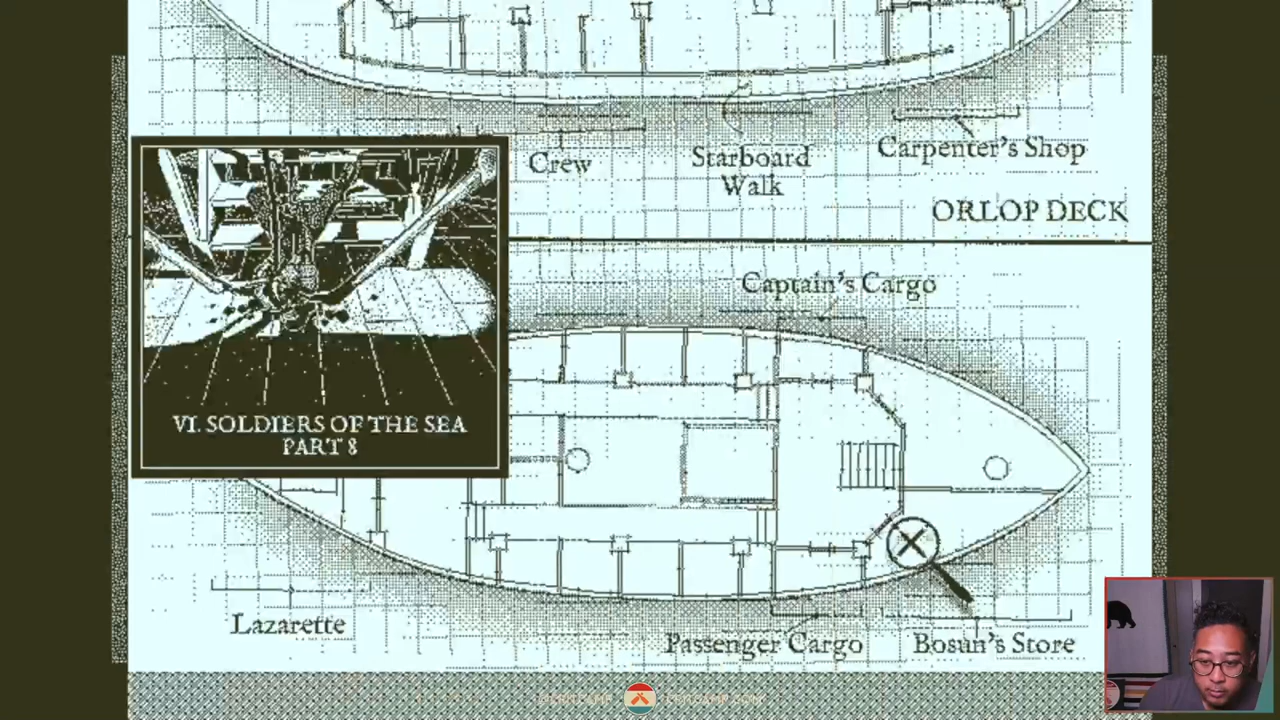 Crew
Starboard
Walk
Carpenter's Shop
ORLOP DECK
Captain's Cargo
VI. SOLDIERS OF THE SEA
PART 8
Lazarette
Passenger Cargo
Bosun's Store